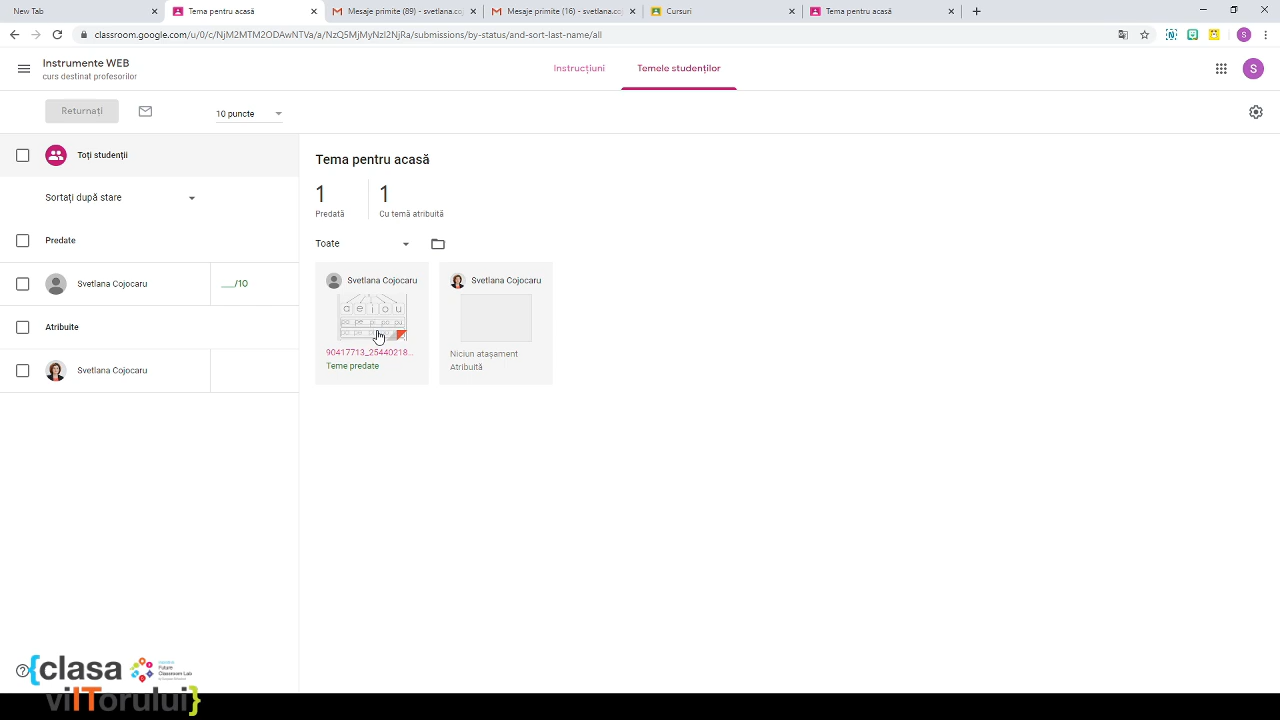 New Tab
Tema pentru acasă
Mesaje primite (89) - svetlana.co
Mesaje primite (16) - svetlana.co
Cursuri
Tema pentru acasă
classroom.google.com/u/0/c/NjM2MTM2ODAwNTVa/a/NzQ5MjMyNzI2NjRa/submissions/by-status/and-sort-last-name/all
S
Instrumente WEB
curs destinat profesorilor
Instrucțiuni
Temele studenților
S
Returnați
10 puncte
Toți studenții
Sortați după stare
Predate
Svetlana Cojocaru
___/10
Atribuite
Svetlana Cojocaru
Tema pentru acasă
1
Predată
1
Cu temă atribuită
Toate
Svetlana Cojocaru
a e i o u
90417713_25440218...
Teme predate
Svetlana Cojocaru
Niciun atașament
Atribuită
{clasa
viITorului}
Future
Classroom Lab